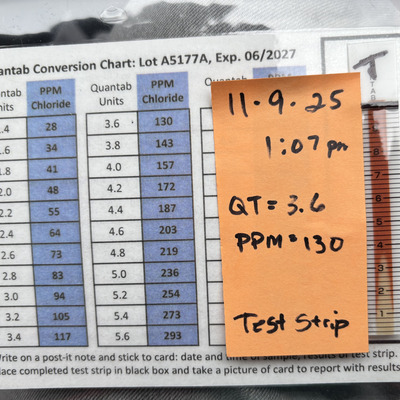 antab Conversion Chart: Lot A5177A, Exp. 06/2027
ntab Units PPM Chloride Quantab Units PPM Chloride
1.4 28 3.6 130
1.6 34 3.8 143
1.8 41 4.0 157
2.0 48 4.2 172
2.2 55 4.4 187
2.4 64 4.6 203
2.6 73 4.8 219
2.8 83 5.0 236
3.0 94 5.2 254
3.2 105 5.4 273
3.4 117 5.6 293
11.9.25
1:07 pm
QT = 3.6
PPM = 130
Test Strip
T
1
Write on a post-it note and stick to card: date and time of sample, results of test strip.
lace completed test strip in black box and take a picture of card to report with results